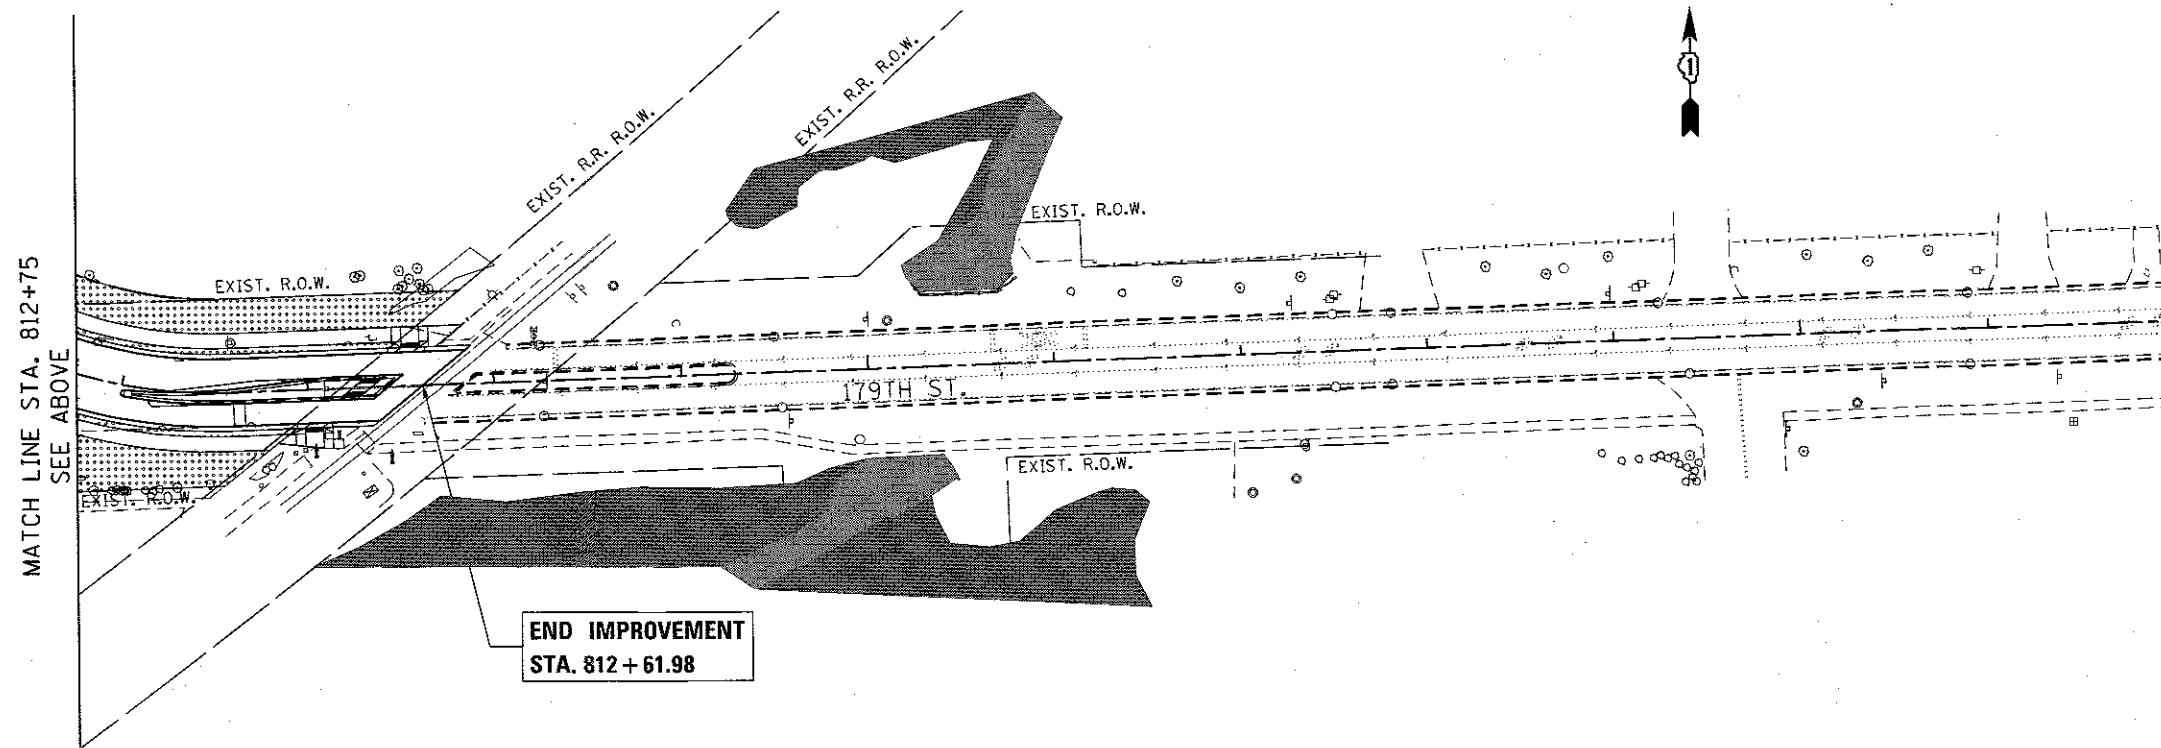 MATCH LINE STA. 812+75
SEE ABOVE
EXIST. R.R. R.O.W.
EXIST. R.R. R.O.W.
EXIST. R.O.W.
EXIST. R.O.W.
179TH ST.
EXIST. R.O.W.
EXIST. R.O.W.
END IMPROVEMENT
STA. 812+61.98